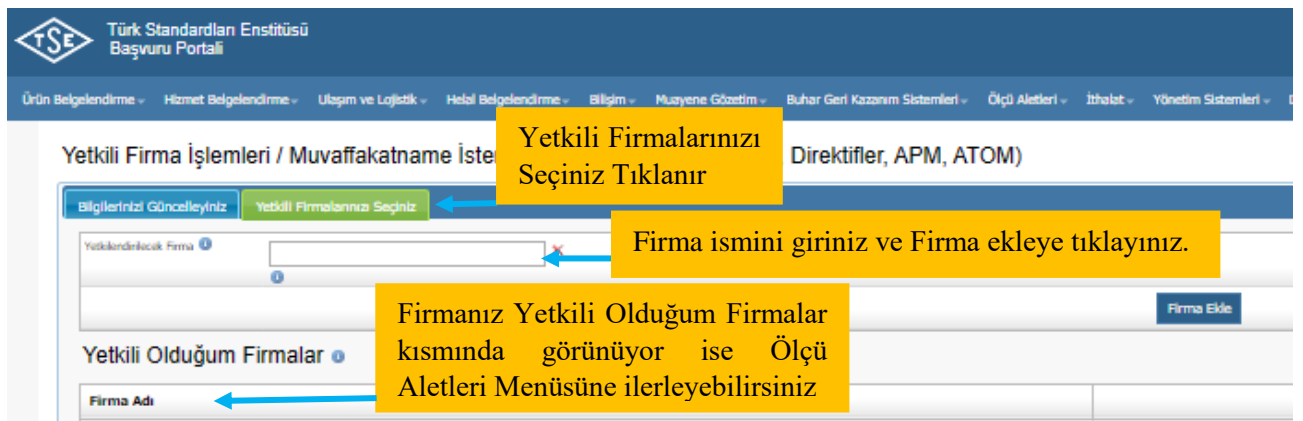 TSE
Türk Standardları Enstitüsü
Başvuru Portali
Ürün Belgelendirme
Hizmet Belgelendirme
Ulaşım ve Lojistik
Helal Belgelendirme
Bilişim
Muayene Gözetim
Buhar Geri Kazanım Sistemleri
Ölçü Aletleri
İthalat
Yönetim Sistemleri
Yetkili Firma İşlemleri / Muvaffakatname İste
Direktifler, APM, ATOM)
Yetkili Firmalarınızı
Seçiniz Tıklanır
Bilgilerinizi Güncelleyiniz
Yetkili Firmalarınızı Seçiniz
Yetkilendirilecek Firma
Firma ismini giriniz ve Firma ekleye tıklayınız.
Firma Ekle
Firmanız Yetkili Olduğum Firmalar
kısmında görünüyor ise Ölçü
Aletleri Menüsüne ilerleyebilirsiniz
Yetkili Olduğum Firmalar
Firma Adı